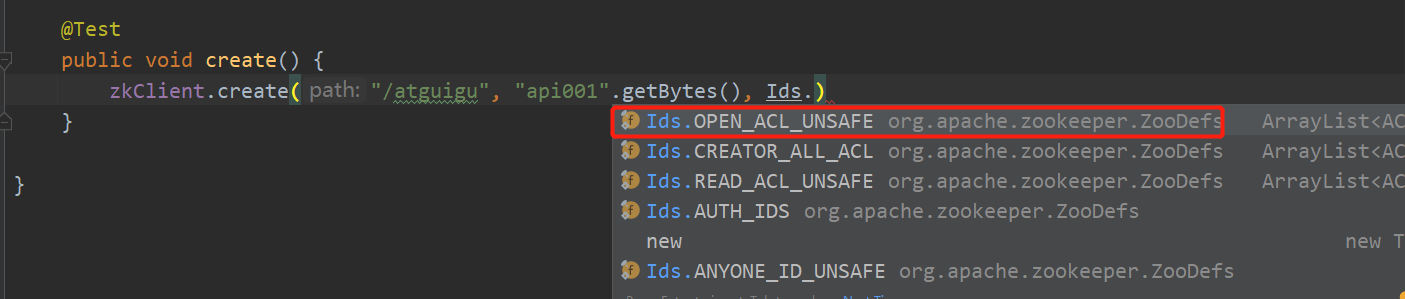 @Test
public void create() {
zkClient.create( path: "/atguigu", "api001".getBytes(), Ids.)
}
Ids.OPEN_ACL_UNSAFE org.apache.zookeeper.ZooDefs ArrayList<AC
Ids.CREATOR_ALL_ACL org.apache.zookeeper.ZooDefs ArrayList<AC
Ids.READ_ACL_UNSAFE org.apache.zookeeper.ZooDefs ArrayList<AC
}
Ids.AUTH_IDS org.apache.zookeeper.ZooDefs
new new T
Ids.ANYONE_ID_UNSAFE org.apache.zookeeper.ZooDefs